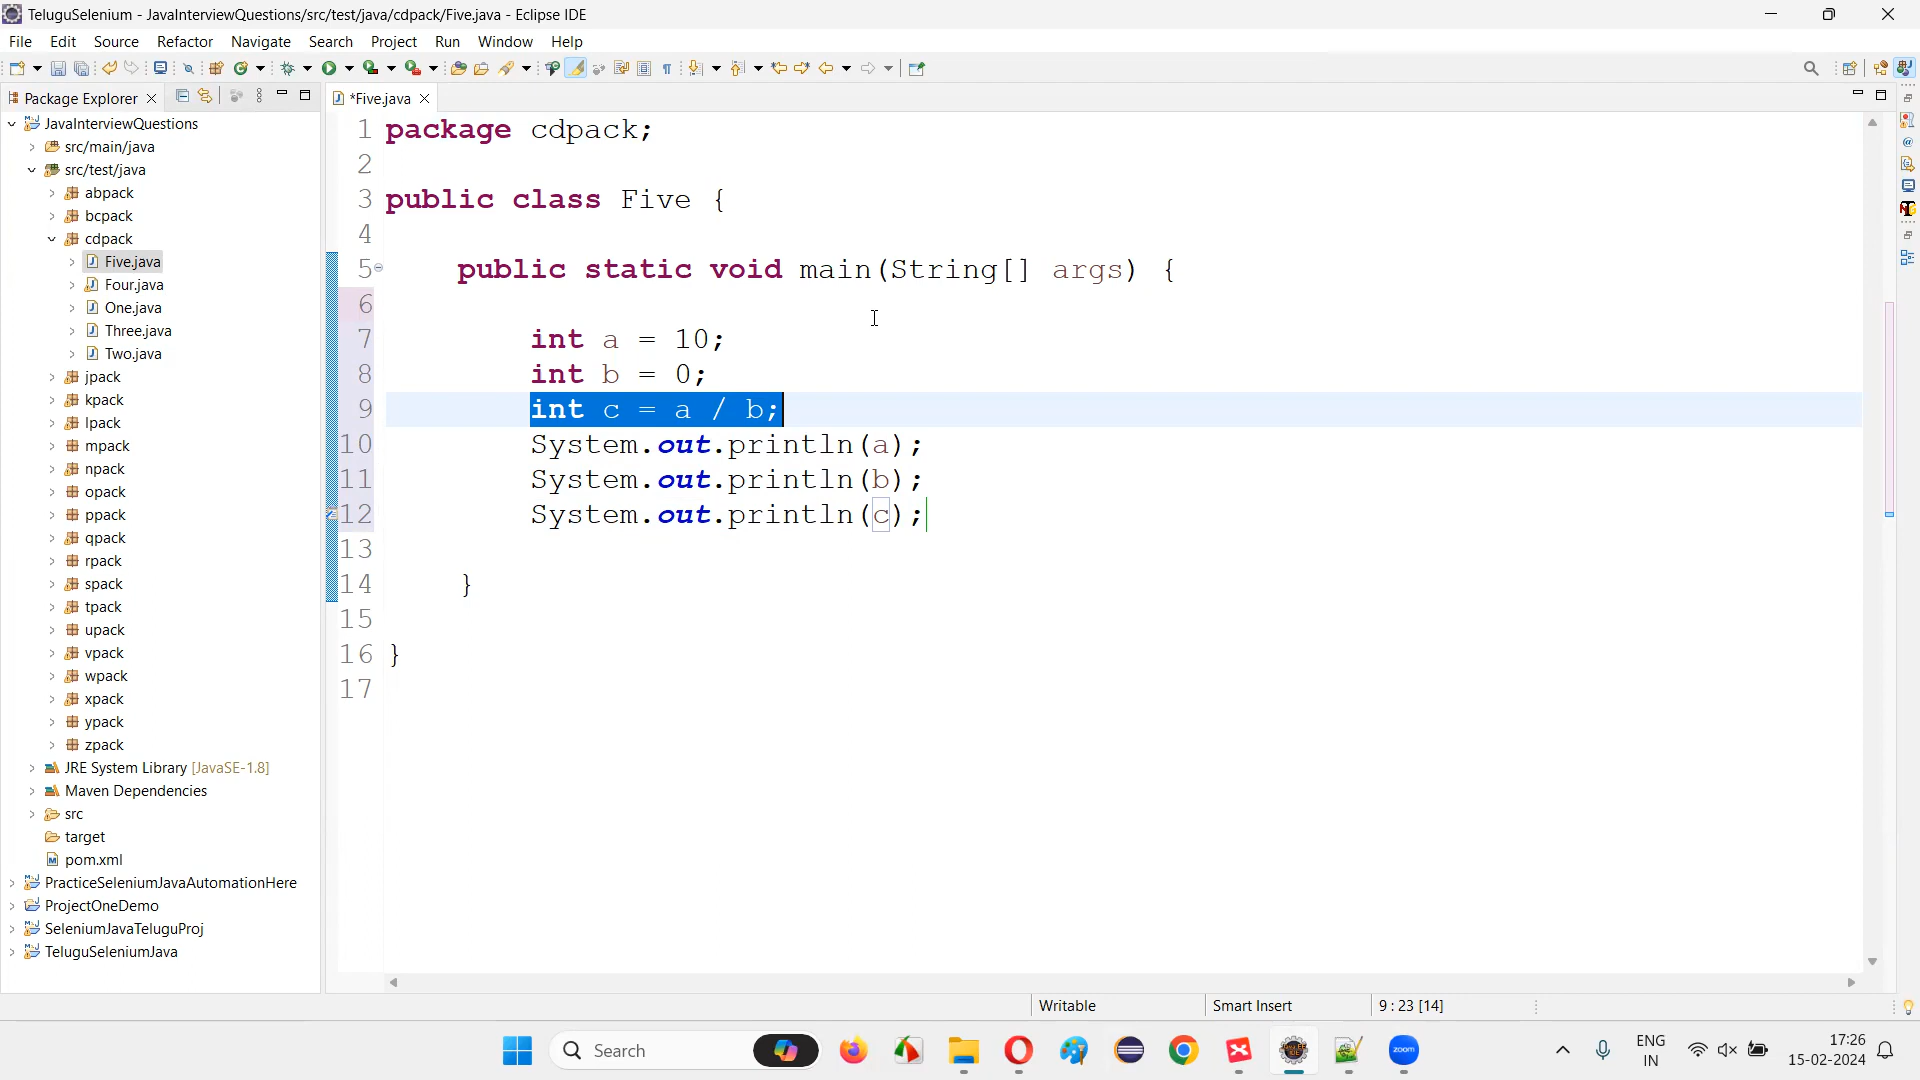 TeluguSelenium - JavaInterviewQuestions/src/test/java/cdpack/Five.java - Eclipse IDE
File Edit Source Refactor Navigate Search Project Run Window Help
Package Explorer
*Five.java
JavaInterviewQuestions
src/main/java
src/test/java
abpack
bcpack
cdpack
Five.java
Four.java
One.java
Three.java
Two.java
jpack
kpack
lpack
mpack
npack
opack
ppack
qpack
rpack
spack
tpack
upack
vpack
wpack
xpack
ypack
zpack
JRE System Library [JavaSE-1.8]
Maven Dependencies
src
target
pom.xml
PracticeSeleniumJavaAutomationHere
ProjectOneDemo
SeleniumJavaTeluguProj
TeluguSeleniumJava
1 package cdpack;
2
3 public class Five {
4
5 public static void main(String[] args) {
6
7 int a = 10;
8 int b = 0;
9 int c = a / b;
10 System.out.println(a);
11 System.out.println(b);
12 System.out.println(c);
13
14 }
15
16 }
17
Writable Smart Insert 9 : 23 [14]
Search
zoom
ENG
IN
17:26
15-02-2024